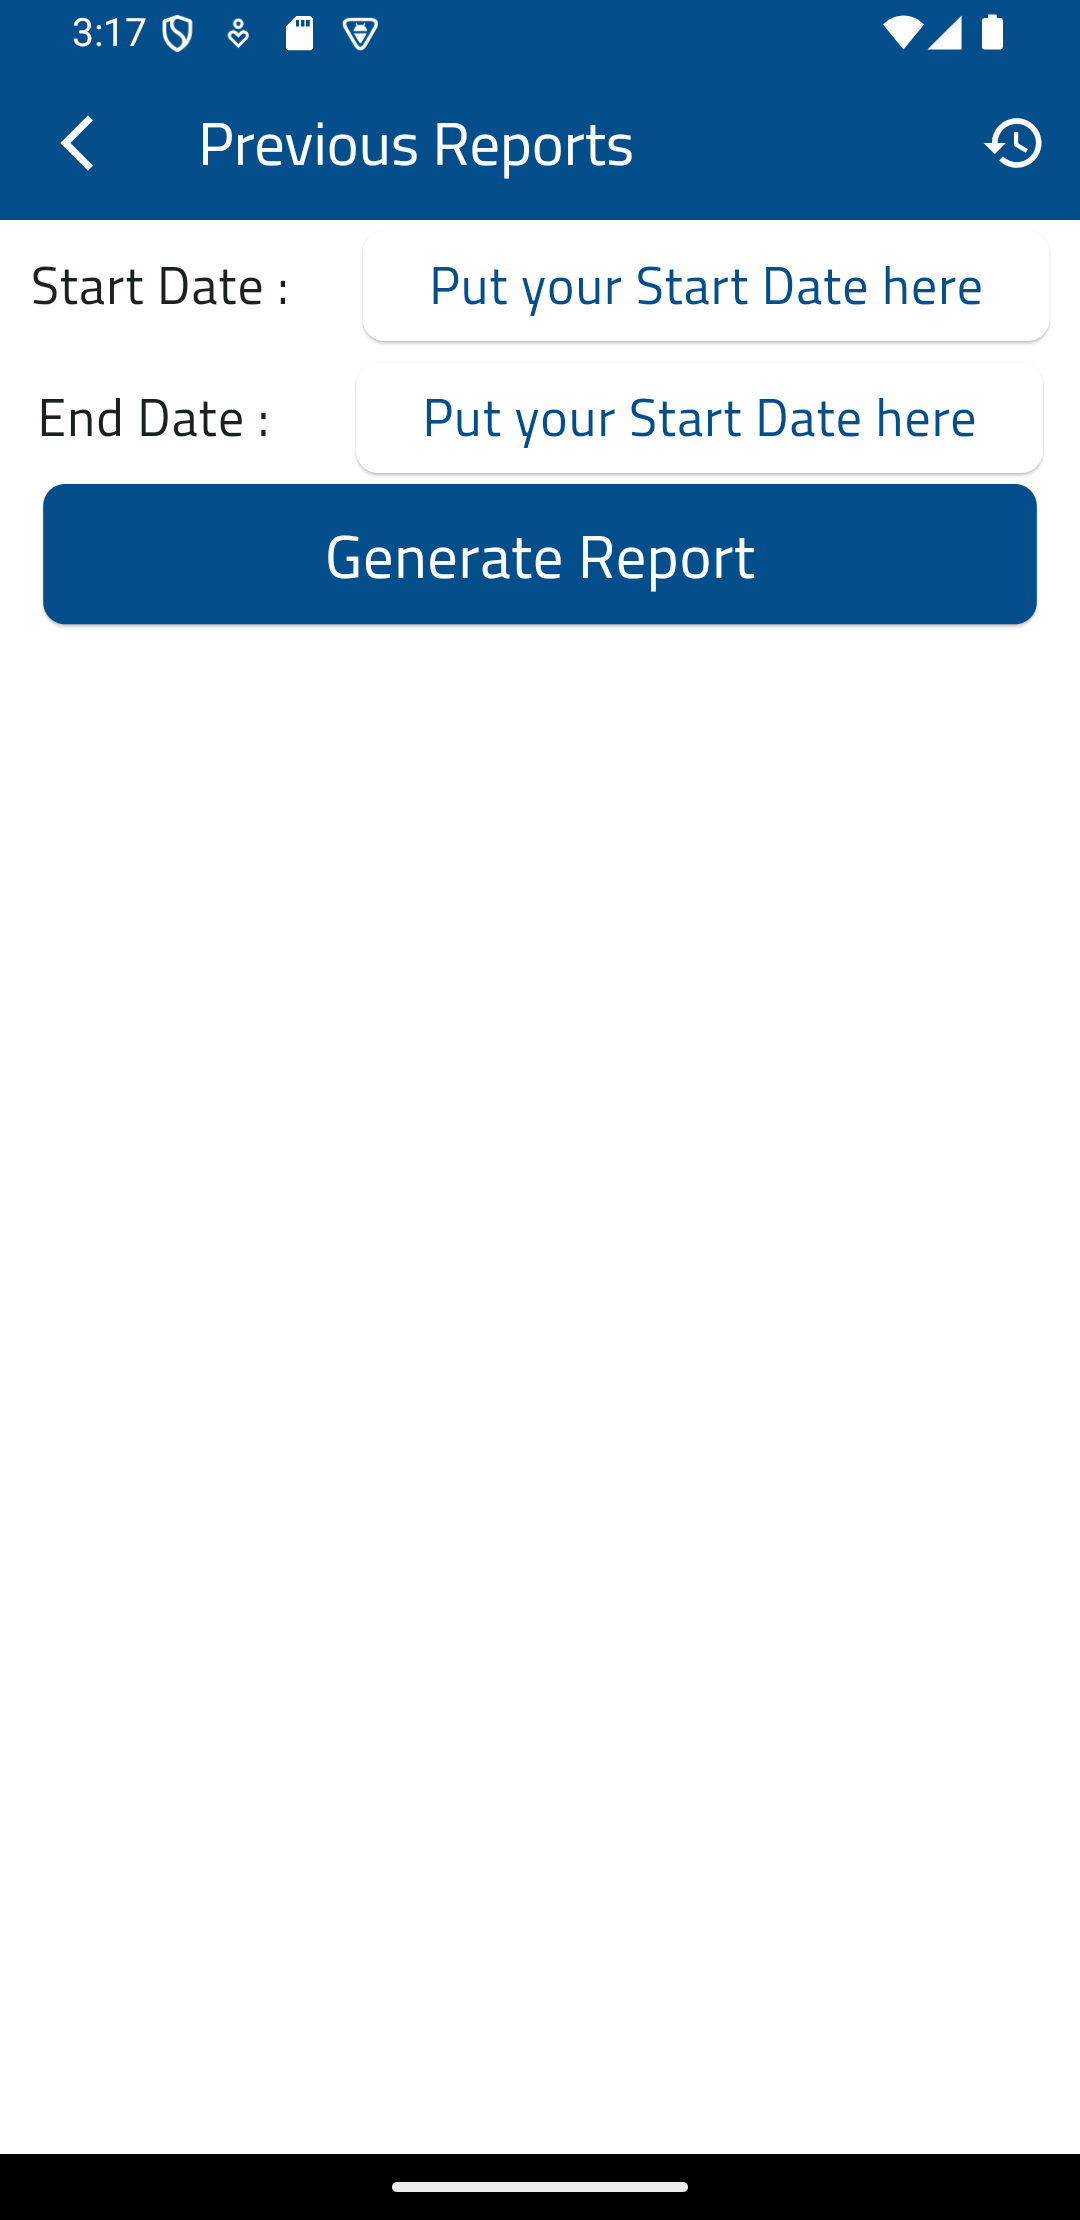 3:17
Previous Reports
Start Date :
Put your Start Date here
End Date :
Put your Start Date here
Generate Report